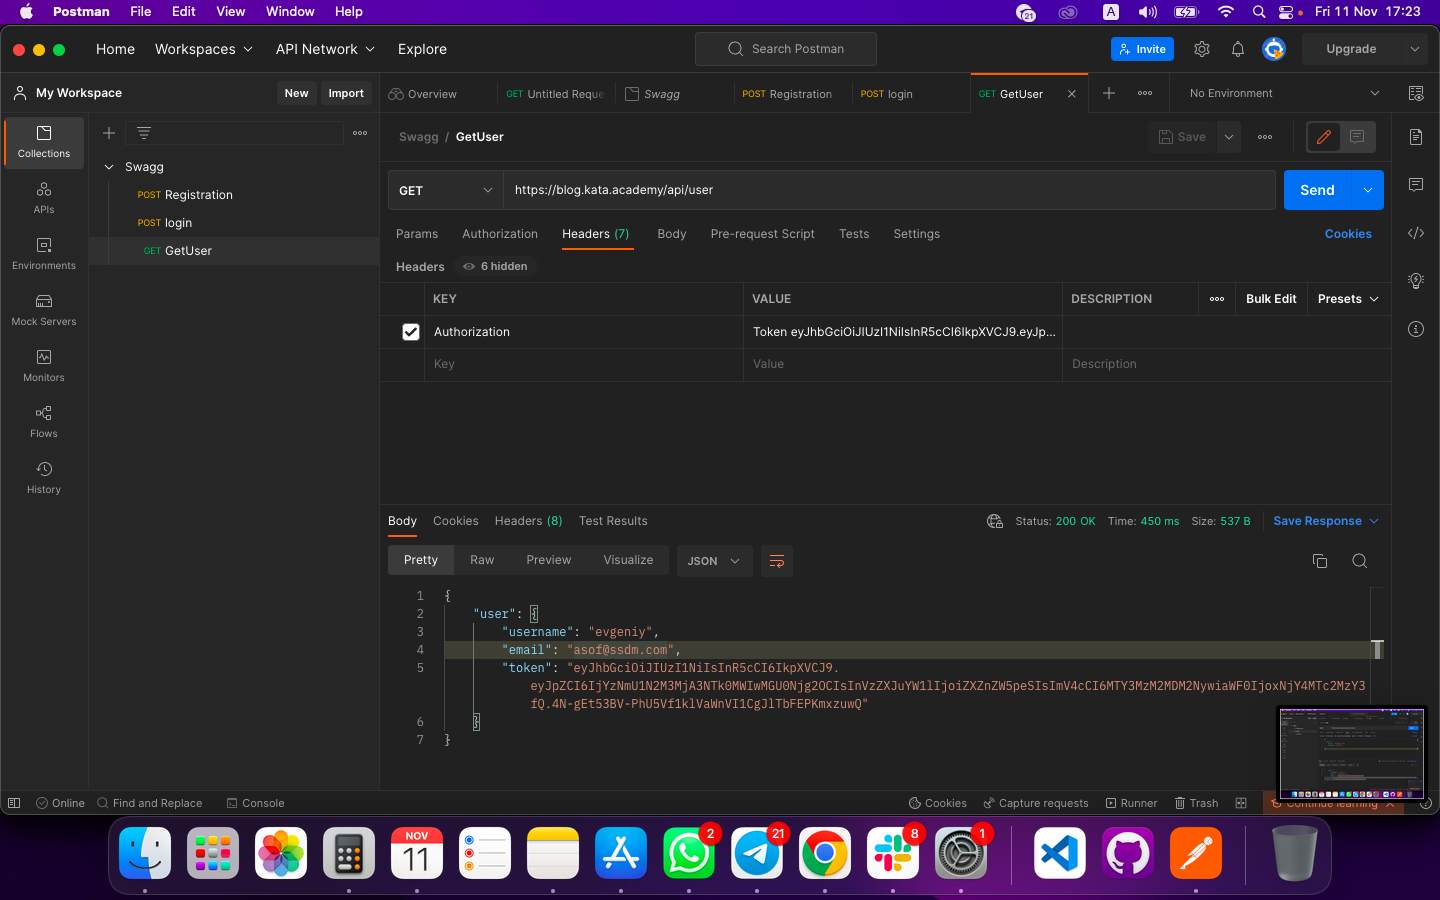 Postman File Edit View Window Help 21 A Fri 11 Nov 17:23
Home Workspaces API Network Explore Search Postman Invite Upgrade
My Workspace New Import Overview GET Untitled Reque Swagg POST Registration POST login GET GetUser No Environment
Collections
APIs
Environments
Mock Servers
Monitors
Flows
History
Swagg
POST Registration
POST login
GET GetUser
Swagg / GetUser Save
GET https://blog.kata.academy/api/user Send
Params Authorization Headers (7) Body Pre-request Script Tests Settings Cookies
Headers 6 hidden
KEY VALUE DESCRIPTION Bulk Edit Presets
Authorization Token eyJhbGciOiJIUzI1NiIsInR5cCI6IkpXVCJ9.eyJp...
Key Value Description
Body Cookies Headers (8) Test Results Status: 200 OK Time: 450 ms Size: 537 B Save Response
Pretty Raw Preview Visualize JSON
1 {
2 "user": {
3 "username": "evgeniy",
4 "email": "asof@ssdm.com",
5 "token": "eyJhbGciOiJIUzI1NiIsInR5cCI6IkpXVCJ9.
eyJpZCI6IjYzNmU1N2M3MjA3NTk0MWIwMGU0Njg2OCIsInVzZXJuYW1lIjoiZXZnZW5peSIsImV4cCI6MTY3MzM2MDM2NywiaWF0IjoxNjY4MTc2MzY3
fQ.4N-gEt53BV-PhU5Vf1klVaWnVI1CgJlTbFEPKmxzuwQ"
6 }
7 }
Online Find and Replace Console Cookies Capture requests Runner Trash Continue learning
NOV
11
2
21
8
1